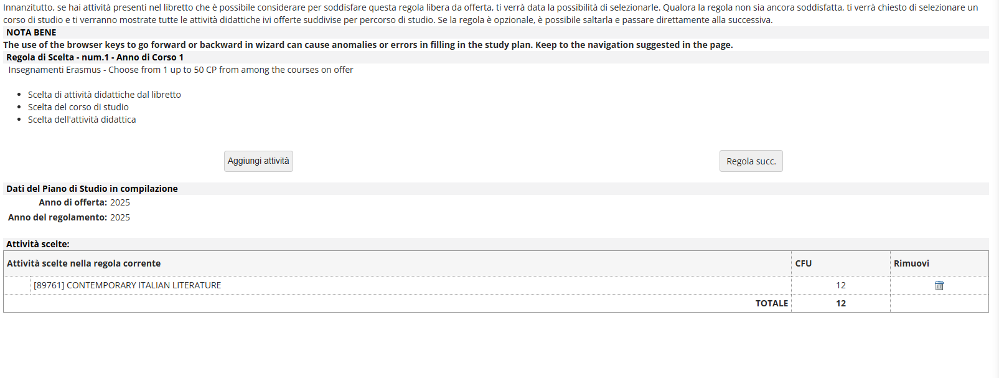 Innanzitutto, se hai attività presenti nel libretto che è possibile considerare per soddisfare questa regola libera da offerta, ti verrà data la possibilità di selezionarle. Qualora la regola non sia ancora soddisfatta, ti verrà chiesto di selezionare un
corso di studio e ti verranno mostrate tutte le attività didattiche ivi offerte suddivise per percorso di studio. Se la regola è opzionale, è possibile saltarla e passare direttamente alla successiva.
NOTA BENE
The use of the browser keys to go forward or backward in wizard can cause anomalies or errors in filling in the study plan. Keep to the navigation suggested in the page.
Regola di Scelta - num.1 - Anno di Corso 1
Insegnamenti Erasmus - Choose from 1 up to 50 CP from among the courses on offer
• Scelta di attività didattiche dal libretto
• Scelta del corso di studio
• Scelta dell'attività didattica
Aggiungi attività Regola succ.
Dati del Piano di Studio in compilazione
Anno di offerta: 2025
Anno del regolamento: 2025
Attività scelte:
Attività scelte nella regola corrente CFU Rimuovi
[89761] CONTEMPORARY ITALIAN LITERATURE 12
TOTALE 12